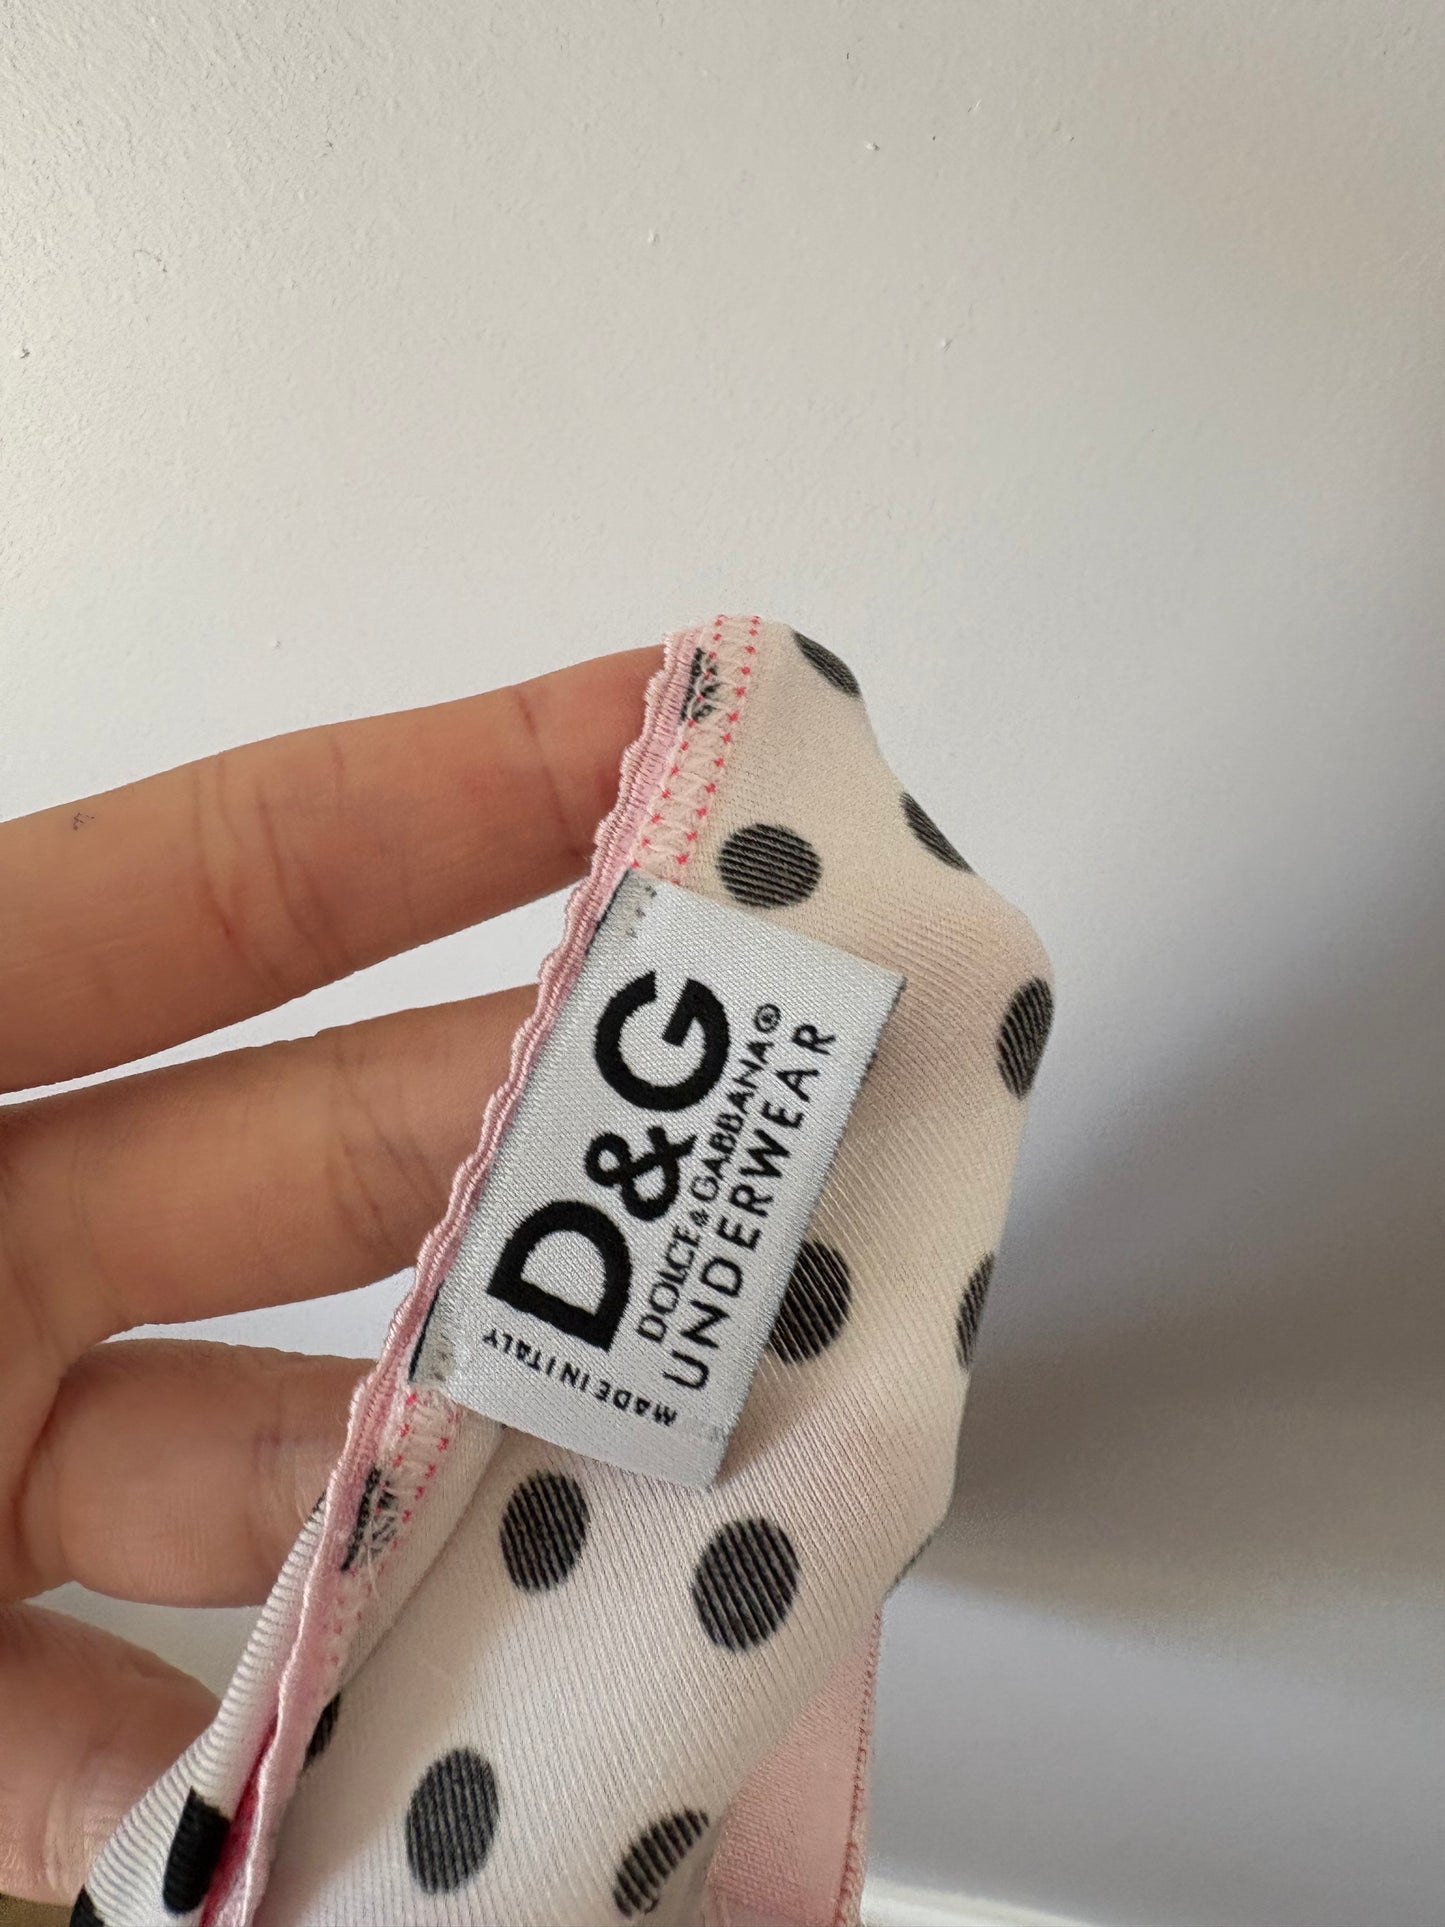 D&G
DOLCE & GABBANA®
UNDERWEAR
MADE IN ITALY